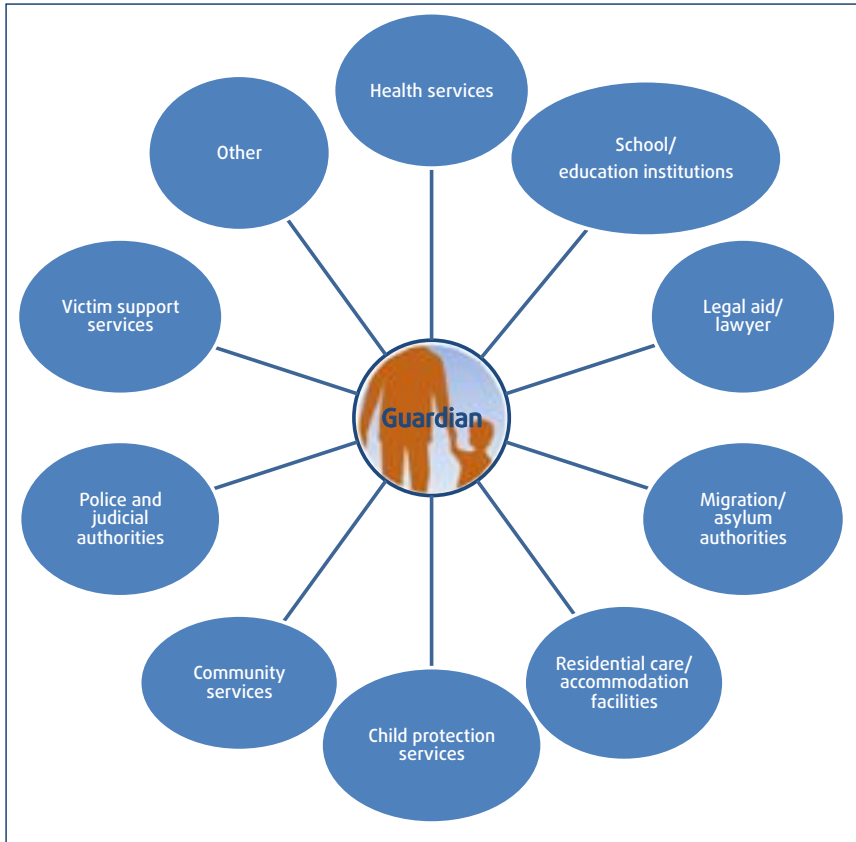 Health services
School/
education institutions
Legal aid/
lawyer
Migration/
asylum
authorities
Residential care/
accommodation
facilities
Child protection
services
Community
services
Police and
judicial
authorities
Victim support
services
Other
Guardian